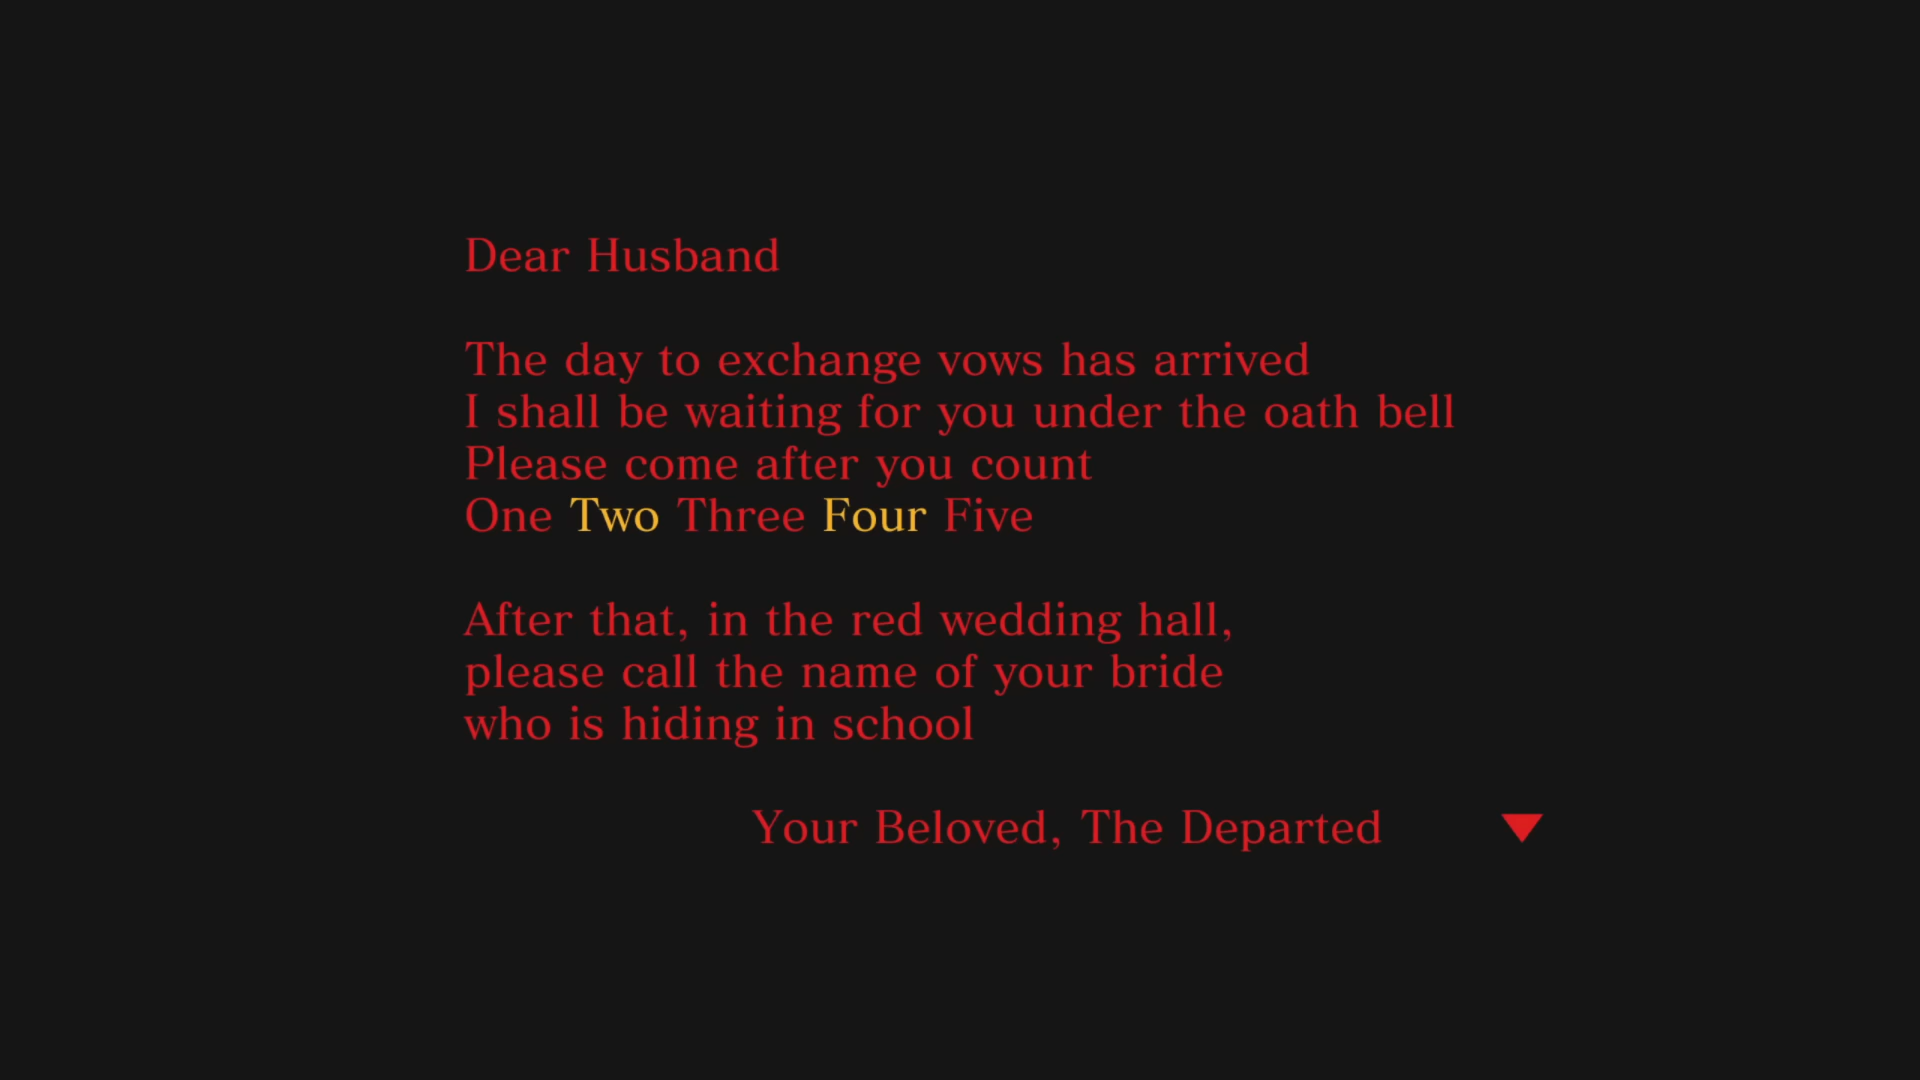 Dear Husband
The day to exchange vows has arrived
I shall be waiting for you under the oath bell
Please come after you count
One Two Three Four Five
After that, in the red wedding hall,
please call the name of your bride
who is hiding in school
Your Beloved, The Departed